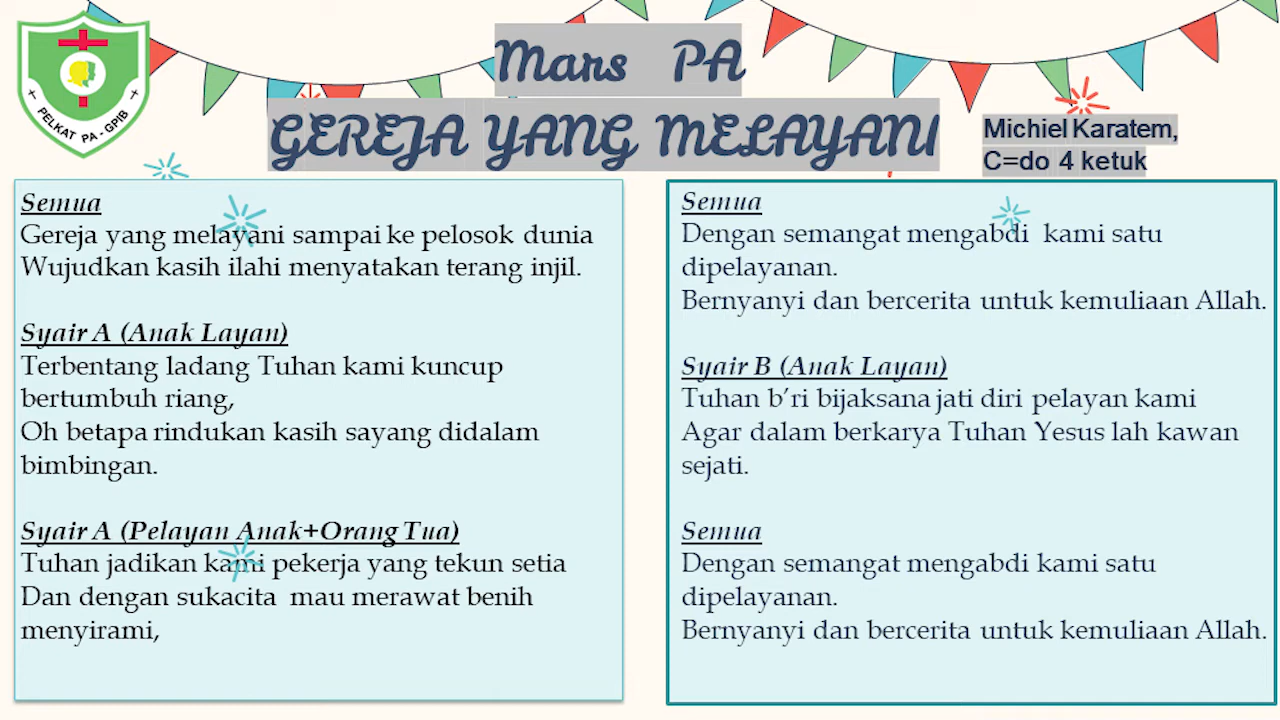 PELKAT PA - GPIB
Mars PA
GEREJA YANG MELAYANI
Michiel Karatem,
C=do 4 ketuk
Semua
Gereja yang melayani sampai ke pelosok dunia
Wujudkan kasih ilahi menyatakan terang injil.
Syair A (Anak Layan)
Terbentang ladang Tuhan kami kuncup
bertumbuh riang,
Oh betapa rindukan kasih sayang didalam
bimbingan.
Syair A (Pelayan Anak+Orang Tua)
Tuhan jadikan kami pekerja yang tekun setia
Dan dengan sukacita mau merawat benih
menyirami,
Semua
Dengan semangat mengabdi kami satu
dipelayanan.
Bernyanyi dan bercerita untuk kemuliaan Allah.
Syair B (Anak Layan)
Tuhan b’ri bijaksana jati diri pelayan kami
Agar dalam berkarya Tuhan Yesus lah kawan
sejati.
Semua
Dengan semangat mengabdi kami satu
dipelayanan.
Bernyanyi dan bercerita untuk kemuliaan Allah.